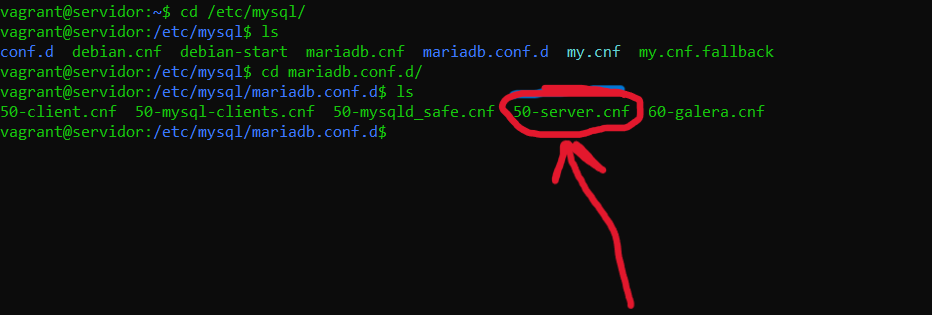 vagrant@servidor:~$ cd /etc/mysql/
vagrant@servidor:/etc/mysql$ ls
conf.d  debian.cnf  debian-start  mariadb.cnf  mariadb.conf.d  my.cnf  my.cnf.fallback
vagrant@servidor:/etc/mysql$ cd mariadb.conf.d/
vagrant@servidor:/etc/mysql/mariadb.conf.d$ ls
50-client.cnf  50-mysql-clients.cnf  50-mysqld_safe.cnf  50-server.cnf  60-galera.cnf
vagrant@servidor:/etc/mysql/mariadb.conf.d$